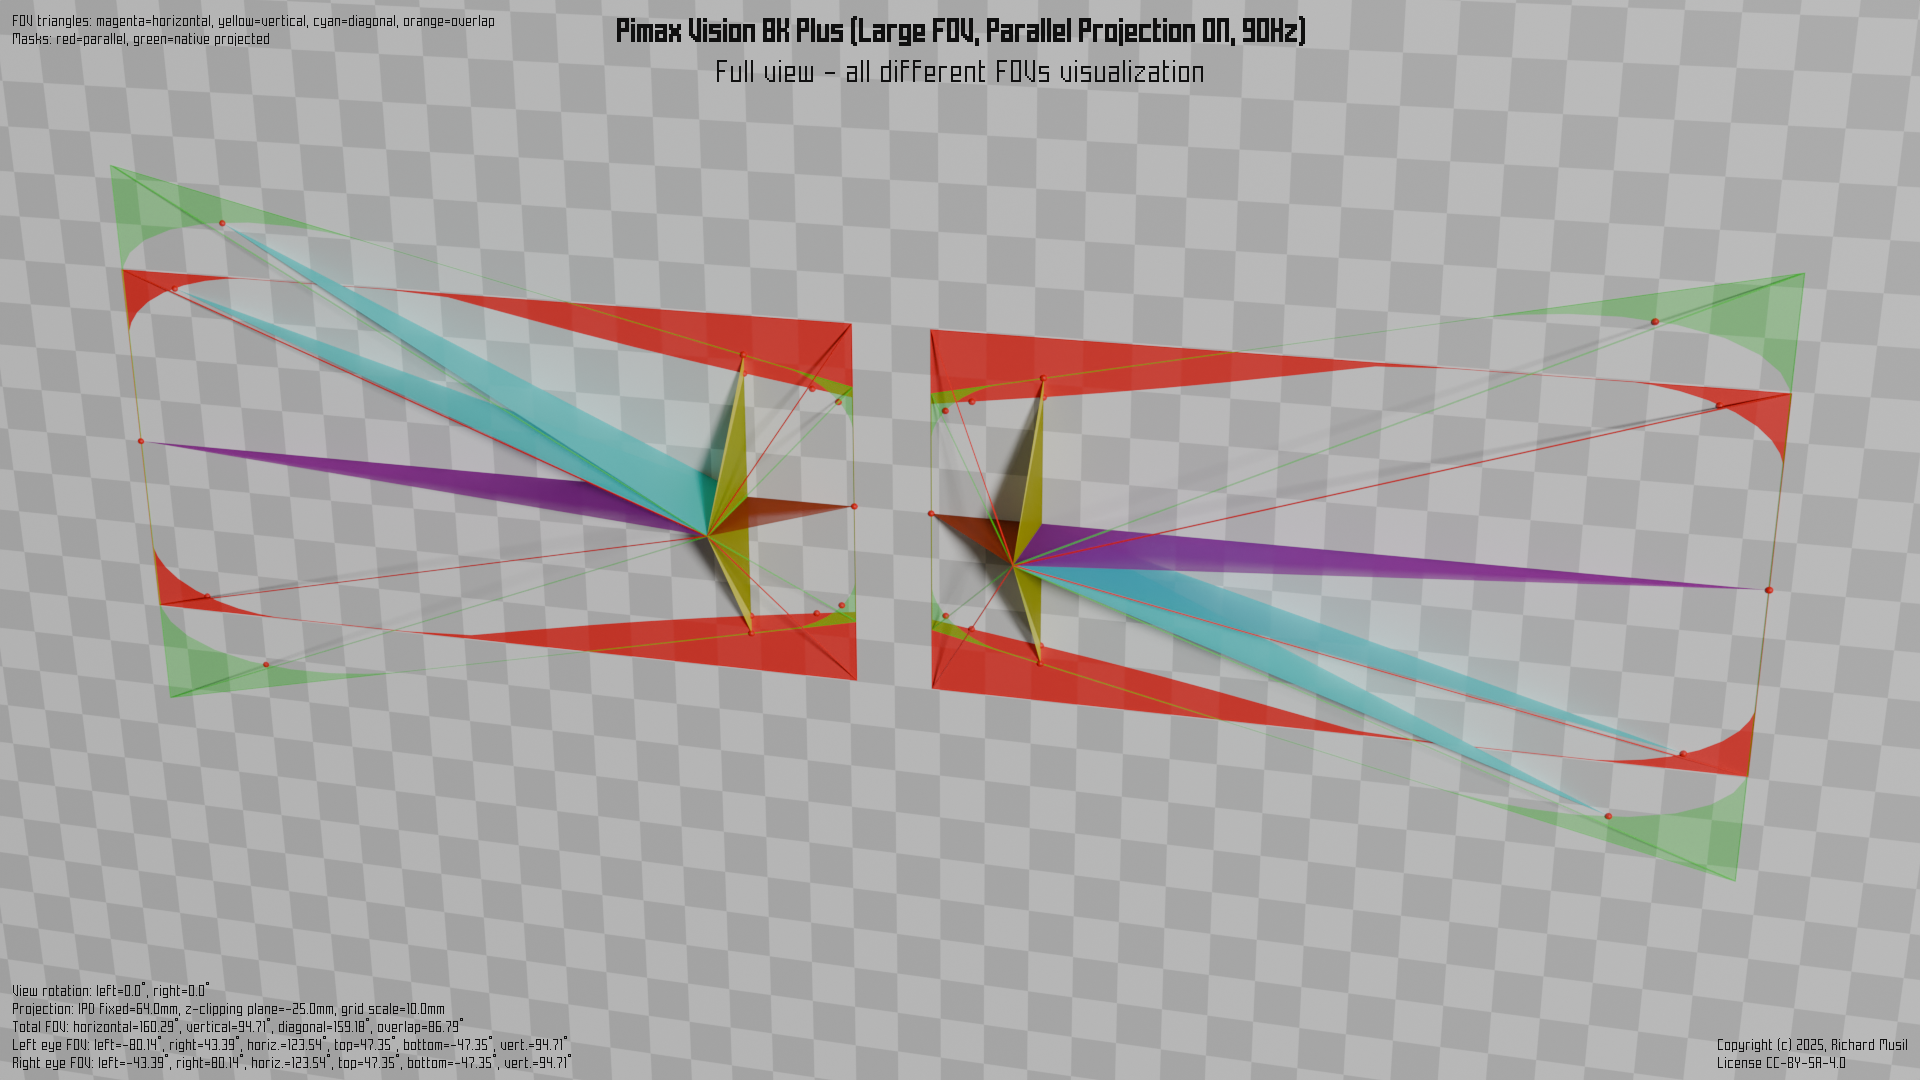 FOV triangles: magenta=horizontal, yellow=vertical, cyan=diagonal, orange=overlap
Masks: red=parallel, green=native projected
Pimax Vision 8K Plus (Large FOV, Parallel Projection ON, 90Hz)
Full view - all different FOVs visualization
View rotation: left=0.0°, right=0.0°
Projection: IPD fixed=64.0mm, z-clipping plane=-25.0mm, grid scale=10.0mm
Total FOV: horizontal=160.29°, vertical=94.71°, diagonal=159.18°, overlap=86.79°
Left eye FOV: left=-80.14°, right=43.39°, horiz.=123.54°, top=47.35°, bottom=-47.35°, vert.=94.71°
Right eye FOV: left=-43.39°, right=80.14°, horiz.=123.54°, top=47.35°, bottom=-47.35°, vert.=94.71°
Copyright (c) 2025, Richard Musil
License CC-BY-SA-4.0